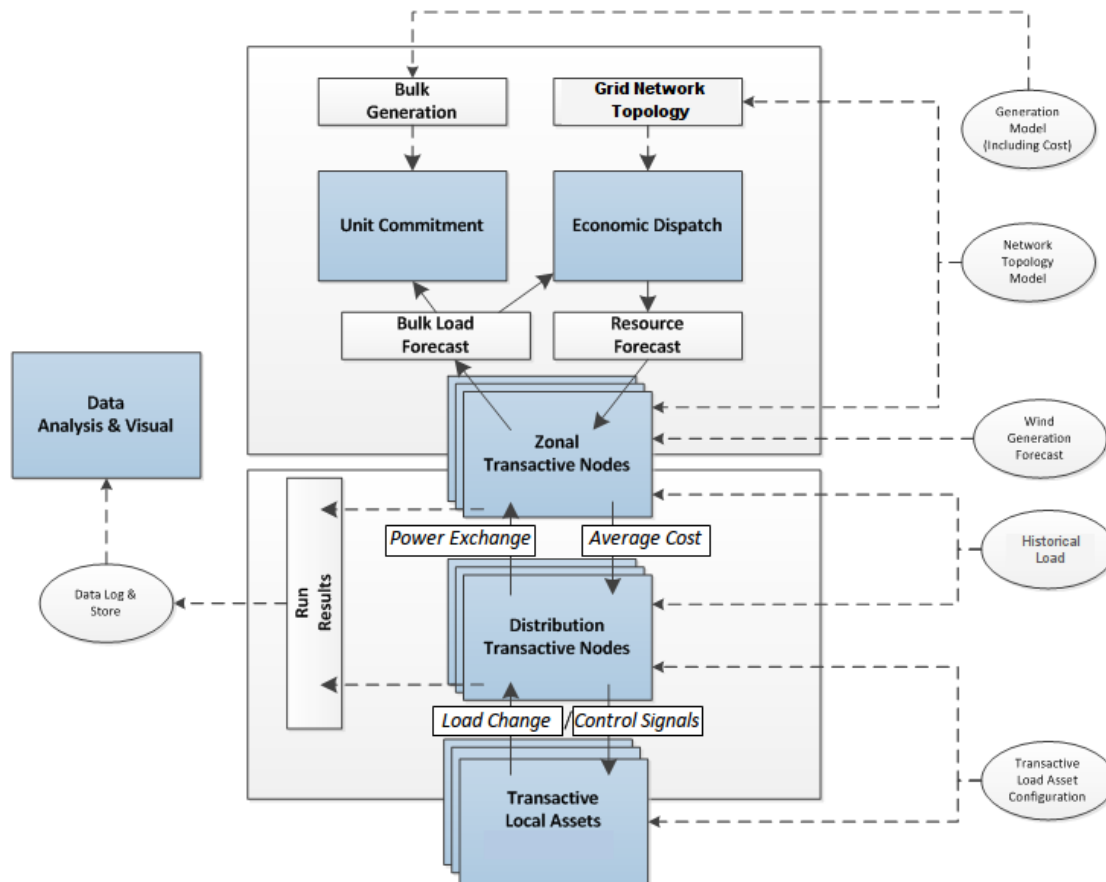 Bulk
Generation
Grid Network
Topology
Generation
Model
(Including Cost)
Unit Commitment
Economic Dispatch
Network
Topology
Model
Bulk Load
Forecast
Resource
Forecast
Data
Analysis & Visual
Zonal
Transactive Nodes
Wind
Generation
Forecast
Power Exchange
Average Cost
Historical
Load
Data Log &
Store
Run
Results
Distribution
Transactive Nodes
Load Change / Control Signals
Transactive
Load Asset
Configuration
Transactive
Local Assets